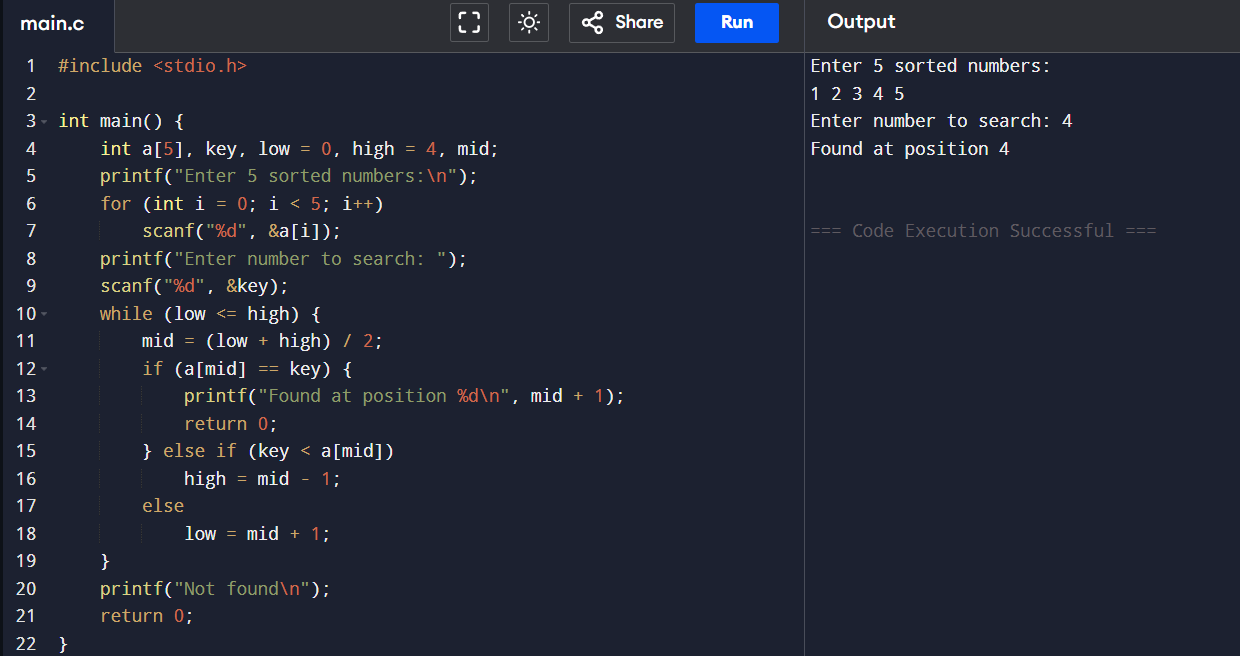 main.c
Share
Run
Output
1 #include <stdio.h>
2
3 int main() {
4     int a[5], key, low = 0, high = 4, mid;
5     printf("Enter 5 sorted numbers:\n");
6     for (int i = 0; i < 5; i++)
7         scanf("%d", &a[i]);
8     printf("Enter number to search: ");
9     scanf("%d", &key);
10     while (low <= high) {
11         mid = (low + high) / 2;
12         if (a[mid] == key) {
13             printf("Found at position %d\n", mid + 1);
14             return 0;
15         } else if (key < a[mid])
16             high = mid - 1;
17         else
18             low = mid + 1;
19     }
20     printf("Not found\n");
21     return 0;
22 }
Enter 5 sorted numbers:
1 2 3 4 5
Enter number to search: 4
Found at position 4
=== Code Execution Successful ===